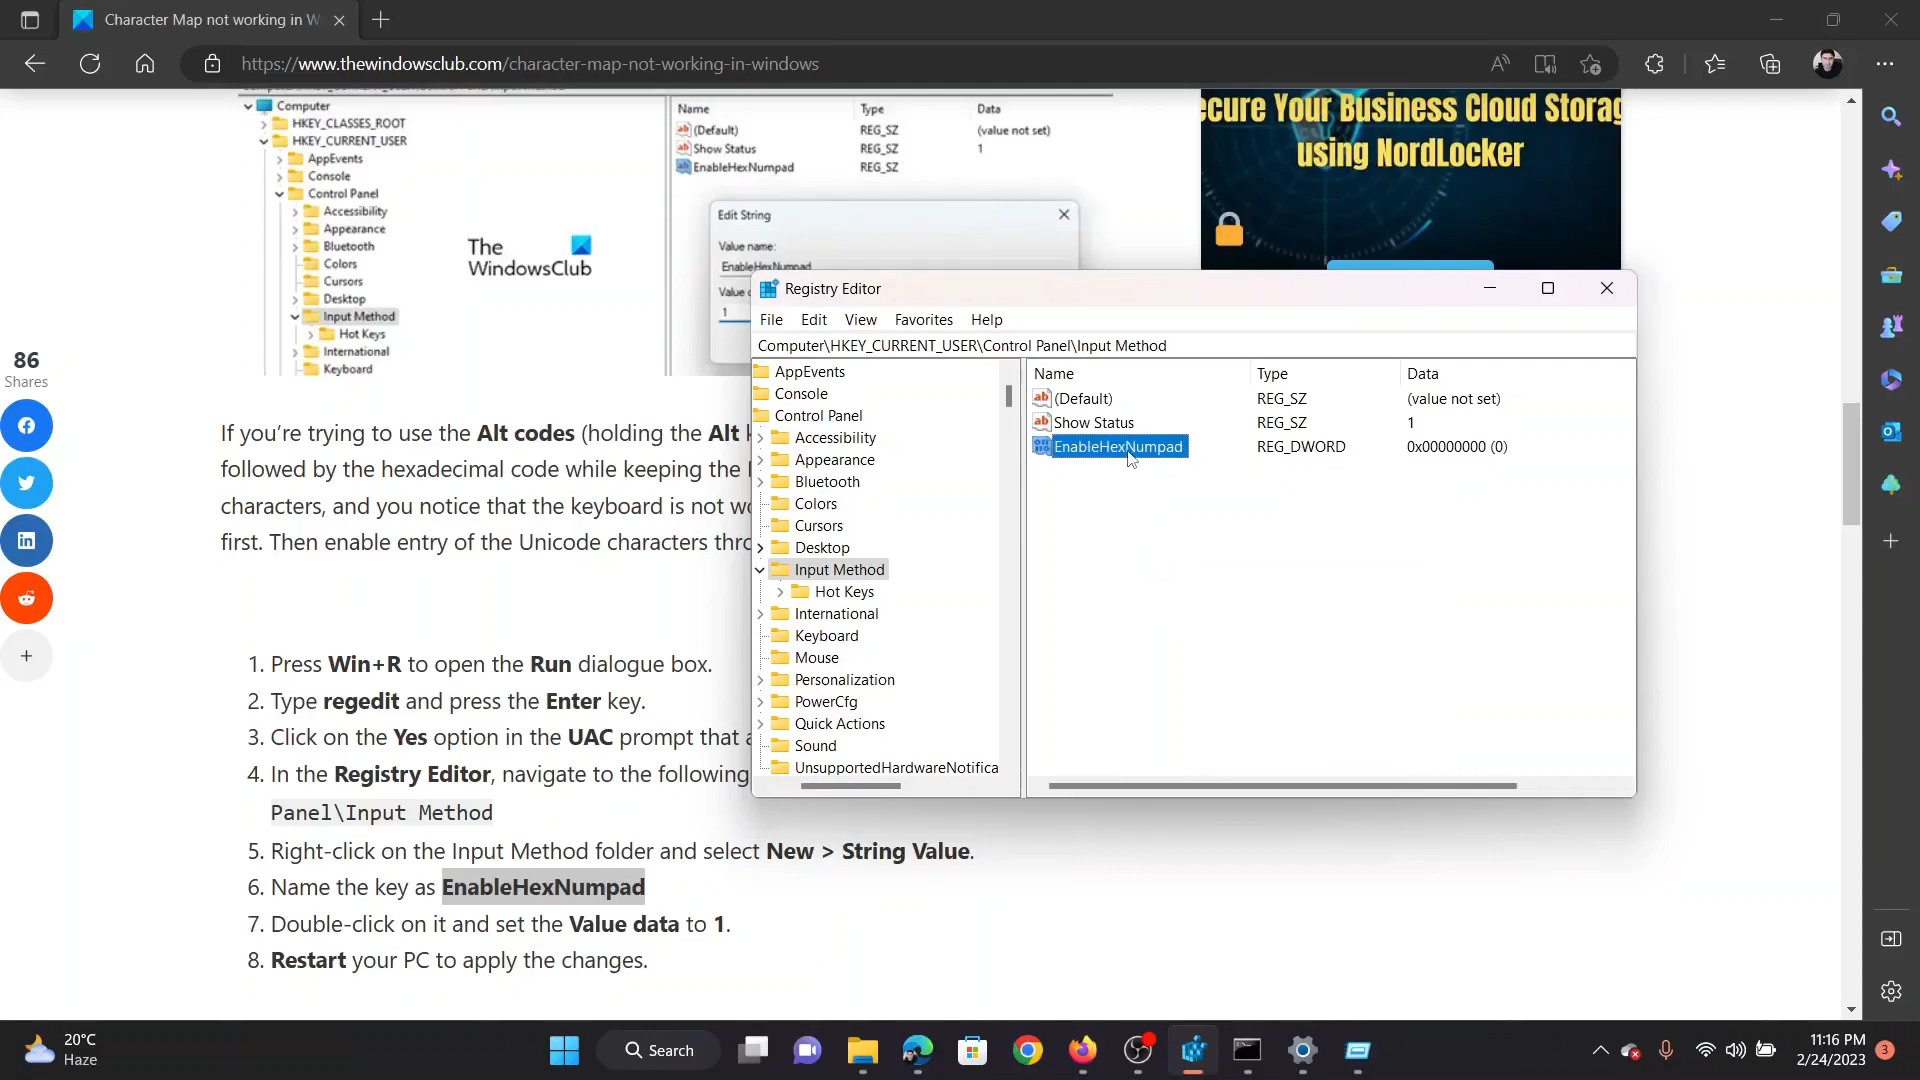 Character Map not working in W
https://www.thewindowsclub.com/character-map-not-working-in-windows
Computer
HKEY_CLASSES_ROOT
HKEY_CURRENT_USER
AppEvents
Console
Control Panel
Accessibility
Appearance
Bluetooth
Colors
Cursors
Desktop
Input Method
Hot Keys
International
Keyboard
The
WindowsClub
Name Type Data
(Default) REG_SZ (value not set)
Show Status REG_SZ 1
EnableHexNumpad REG_SZ
Edit String
Value name:
EnableHexNumpad
Value
1
ecure Your Business Cloud Storag
using NordLocker
86
Shares
If you're trying to use the Alt codes (holding the Alt
followed by the hexadecimal code while keeping the
characters, and you notice that the keyboard is not
first. Then enable entry of the Unicode characters
1. Press Win+R to open the Run dialogue box.
2. Type regedit and press the Enter key.
3. Click on the Yes option in the UAC prompt that
4. In the Registry Editor, navigate to the following
Panel\Input Method
5. Right-click on the Input Method folder and select New > String Value.
6. Name the key as EnableHexNumpad
7. Double-click on it and set the Value data to 1.
8. Restart your PC to apply the changes.
Registry Editor
File Edit View Favorites Help
Computer\HKEY_CURRENT_USER\Control Panel\Input Method
AppEvents
Console
Control Panel
Accessibility
Appearance
Bluetooth
Colors
Cursors
Desktop
Input Method
Hot Keys
International
Keyboard
Mouse
Personalization
PowerCfg
Quick Actions
Sound
UnsupportedHardwareNotifica
Name Type Data
(Default) REG_SZ (value not set)
Show Status REG_SZ 1
EnableHexNumpad REG_DWORD 0x00000000 (0)
20°C
Haze
Search
11:16 PM
2/24/2023
3